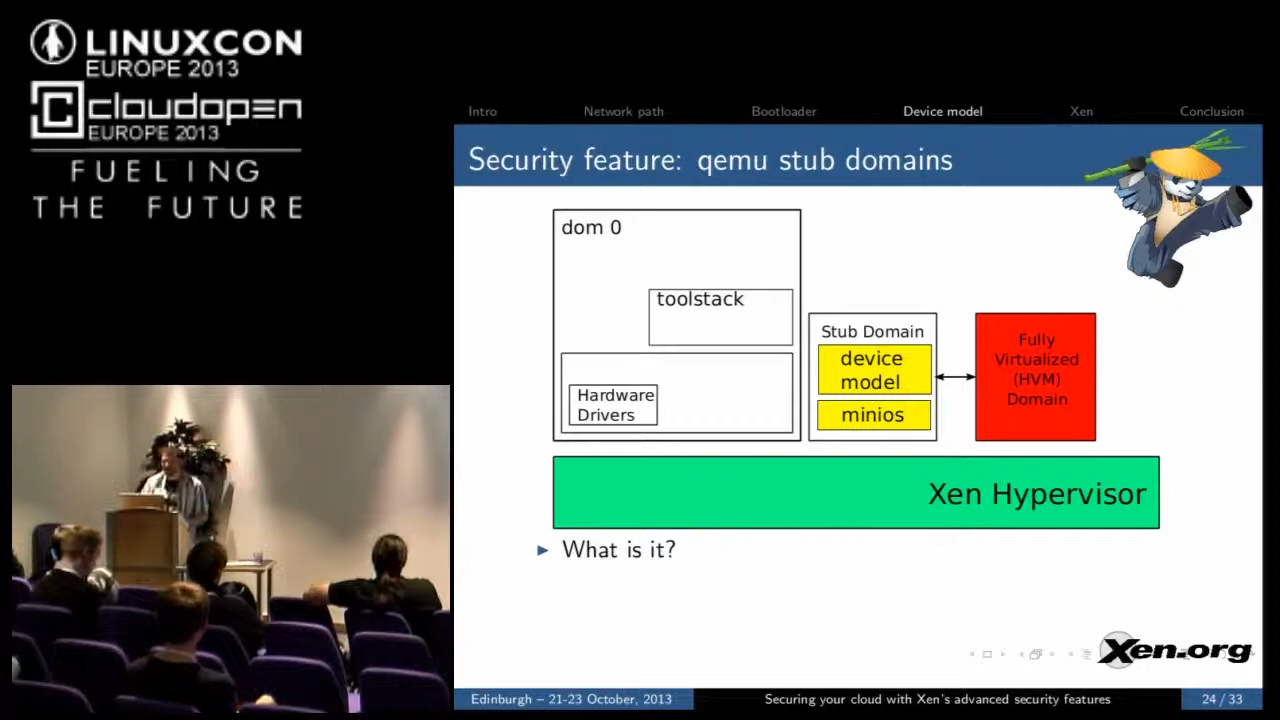 LINUXCON
EUROPE 2013
cloudopen
EUROPE 2013
FUELING
THE FUTURE
Intro Network path Bootloader Device model Xen Conclusion
Security feature: qemu stub domains
dom 0
toolstack
Hardware
Drivers
Stub Domain
device
model
minios
Fully
Virtualized
(HVM)
Domain
Xen Hypervisor
▶ What is it?
Xen.org
Edinburgh – 21-23 October, 2013 Securing your cloud with Xen's advanced security features 24 / 33